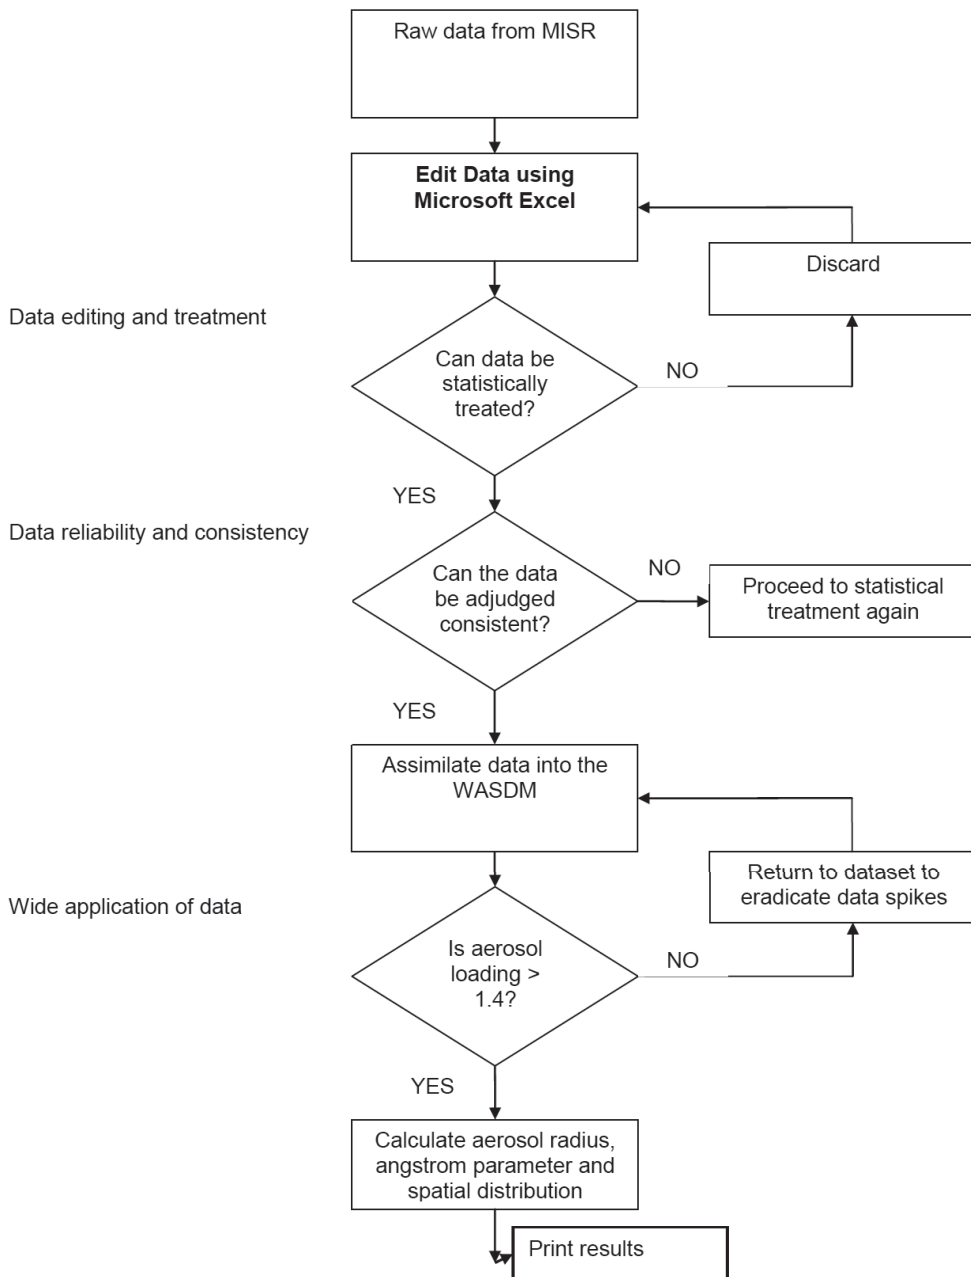 Raw data from MISR
Edit Data using
Microsoft Excel
Discard
Data editing and treatment
Can data be
statistically
treated?
NO
YES
Data reliability and consistency
Can the data
be adjudged
consistent?
NO
Proceed to statistical
treatment again
YES
Assimilate data into the
WASDM
Return to dataset to
eradicate data spikes
Wide application of data
Is aerosol
loading >
1.4?
NO
YES
Calculate aerosol radius,
angstrom parameter and
spatial distribution
Print results